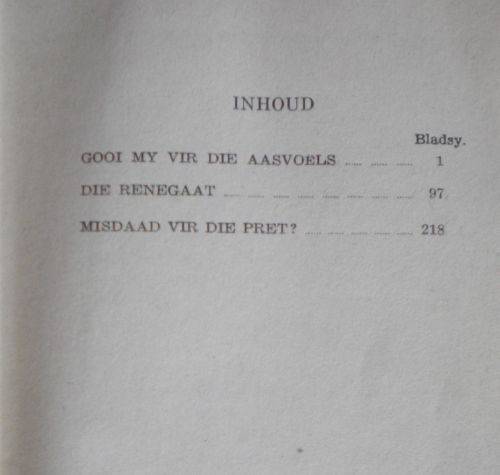 INHOUD
Bladsy.
GOOI MY VIR DIE AASVOELS ..... ..... ..... 1
DIE RENEGAAT ..... ..... ..... ..... ..... ..... 97
MISDAAD VIR DIE PRET? ..... ..... ..... ..... ..... 218